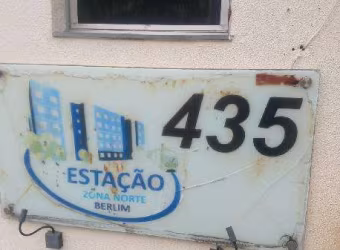 435
ESTAÇÃO
ZONA NORTE
BERLIM